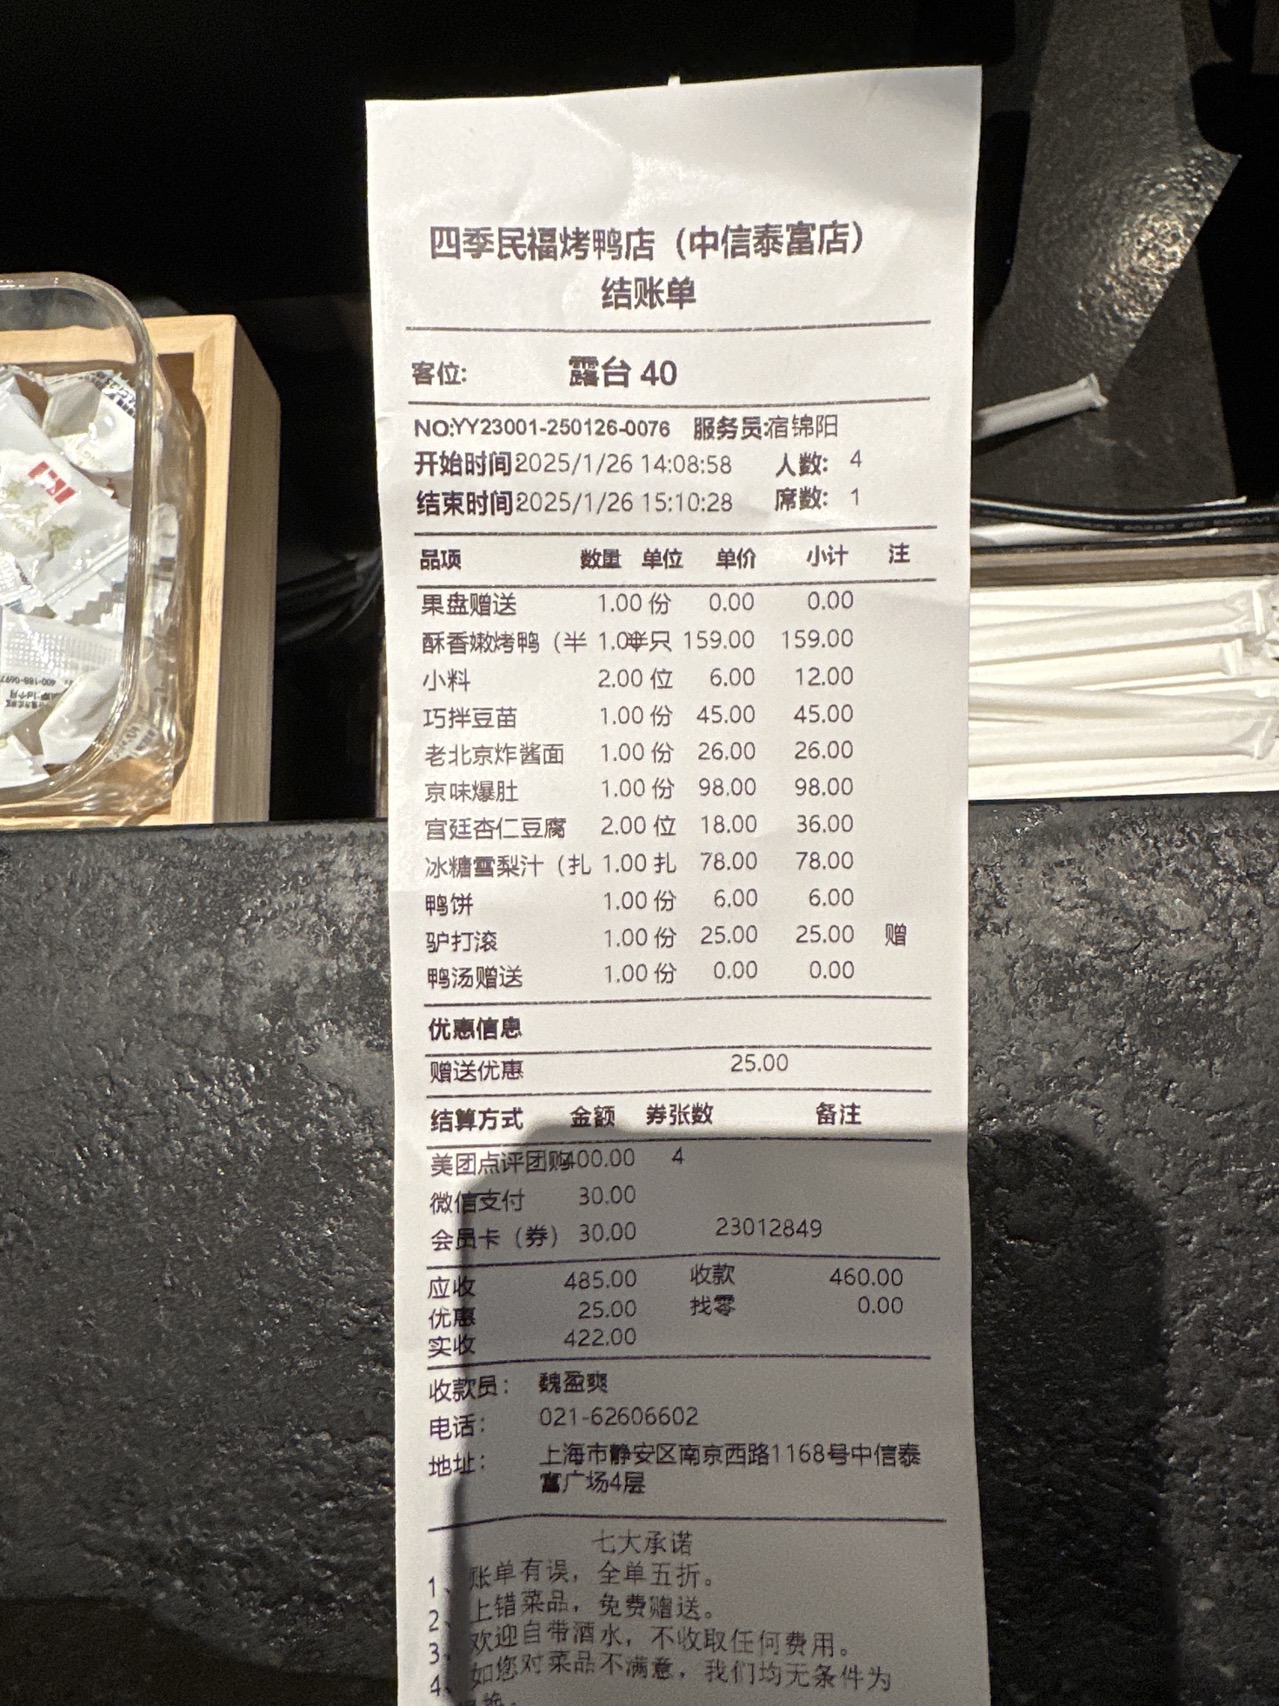 四季民福烤鸭店（中信泰富店）
结账单
客位: 露台 40
NO:YY23001-250126-0076 服务员:宿锦阳
开始时间2025/1/26 14:08:58 人数: 4
结束时间2025/1/26 15:10:28 席数: 1
品项 数量 单位 单价 小计 注
果盘赠送 1.00 份 0.00 0.00
酥香嫩烤鸭（半 1.00半只 159.00 159.00
小料 2.00 位 6.00 12.00
巧拌豆苗 1.00 份 45.00 45.00
老北京炸酱面 1.00 份 26.00 26.00
京味爆肚 1.00 份 98.00 98.00
宫廷杏仁豆腐 2.00 位 18.00 36.00
冰糖雪梨汁（扎 1.00 扎 78.00 78.00
鸭饼 1.00 份 6.00 6.00
驴打滚 1.00 份 25.00 25.00 赠
鸭汤赠送 1.00 份 0.00 0.00
优惠信息
赠送优惠 25.00
结算方式 金额 券张数 备注
美团点评团购400.00 4
微信支付 30.00
会员卡（券） 30.00 23012849
应收 485.00 收款 460.00
优惠 25.00 找零 0.00
实收 422.00
收款员: 魏盈爽
电话: 021-62606602
地址: 上海市静安区南京西路1168号中信泰
富广场4层
七大承诺
1、账单有误，全单五折。
2、上错菜品，免费赠送。
3、欢迎自带酒水，不收取任何费用。
4、如您对菜品不满意，我们均无条件为